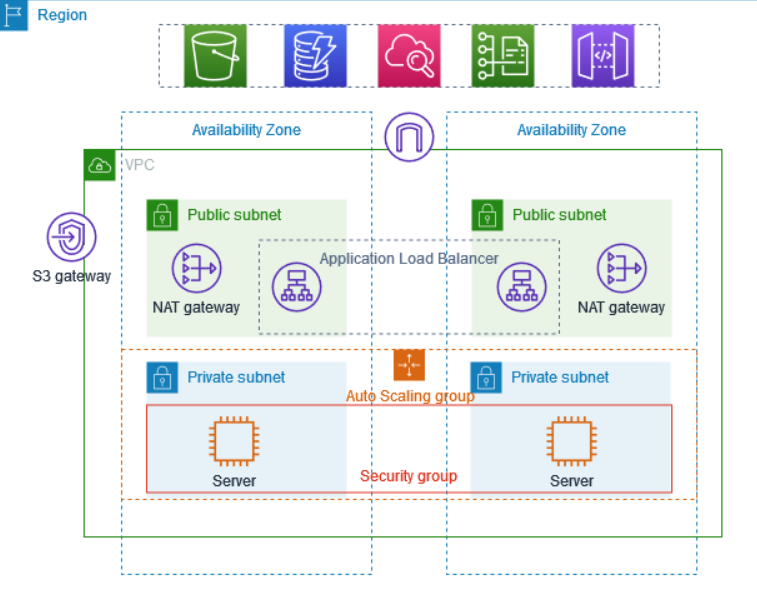 Region
Availability Zone
Availability Zone
VPC
Public subnet
Public subnet
Application Load Balancer
S3 gateway
NAT gateway
NAT gateway
Private subnet
Private subnet
Auto Scaling group
Security group
Server
Server